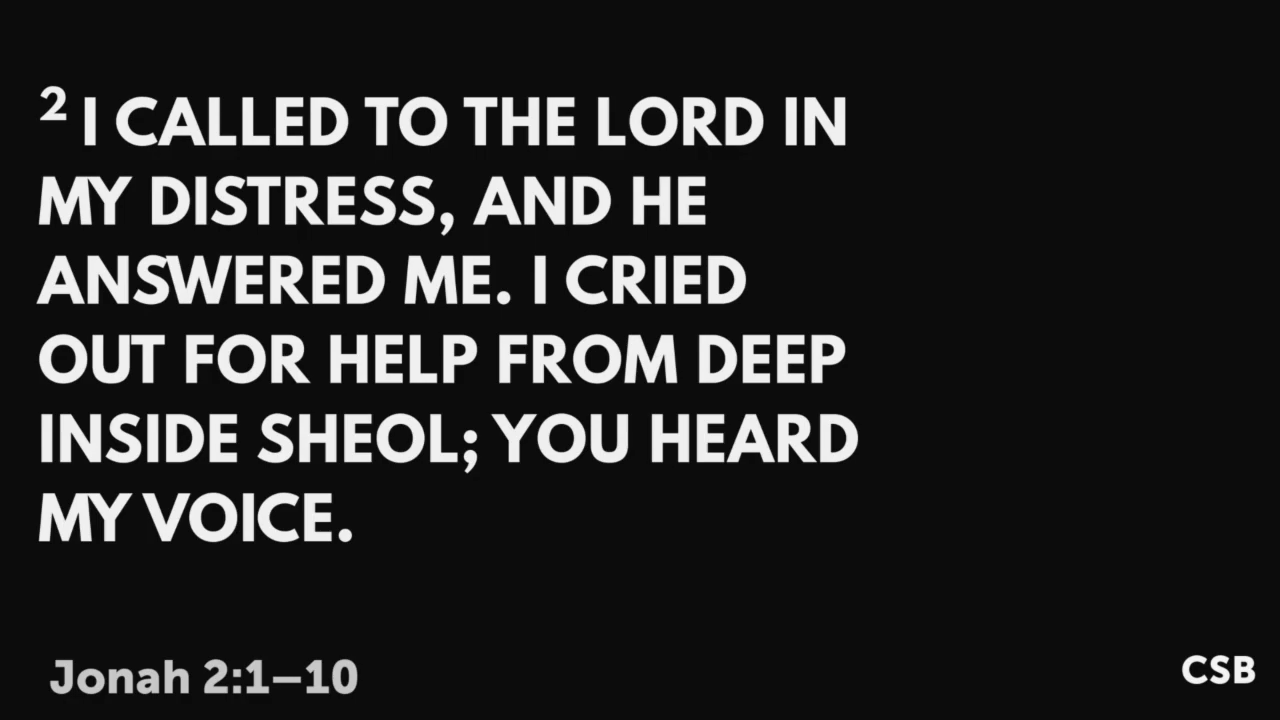 2 I CALLED TO THE LORD IN
MY DISTRESS, AND HE
ANSWERED ME. I CRIED
OUT FOR HELP FROM DEEP
INSIDE SHEOL; YOU HEARD
MY VOICE.
Jonah 2:1–10
CSB